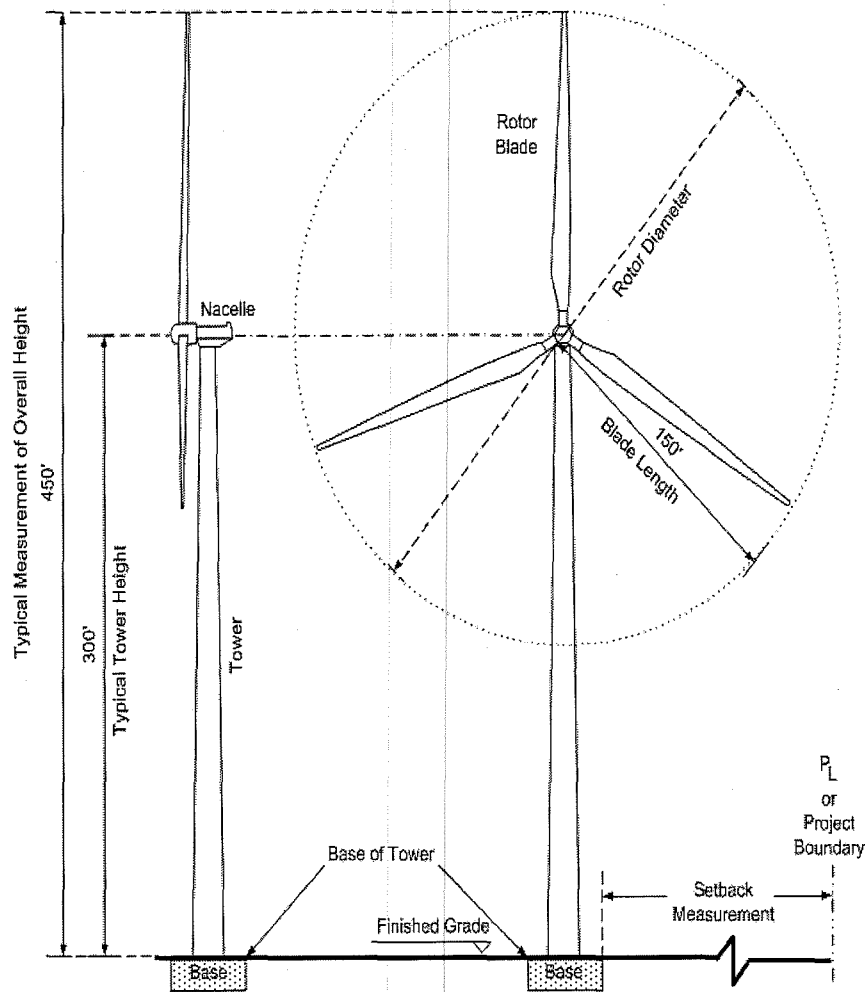 Typical Measurement of Overall Height
450'
300'
Typical Tower Height
Nacelle
Tower
Rotor
Blade
Rotor Diameter
150'
Blade Length
Base of Tower
Finished Grade
Base
Base
Setback
Measurement
PL
or
Project
Boundary